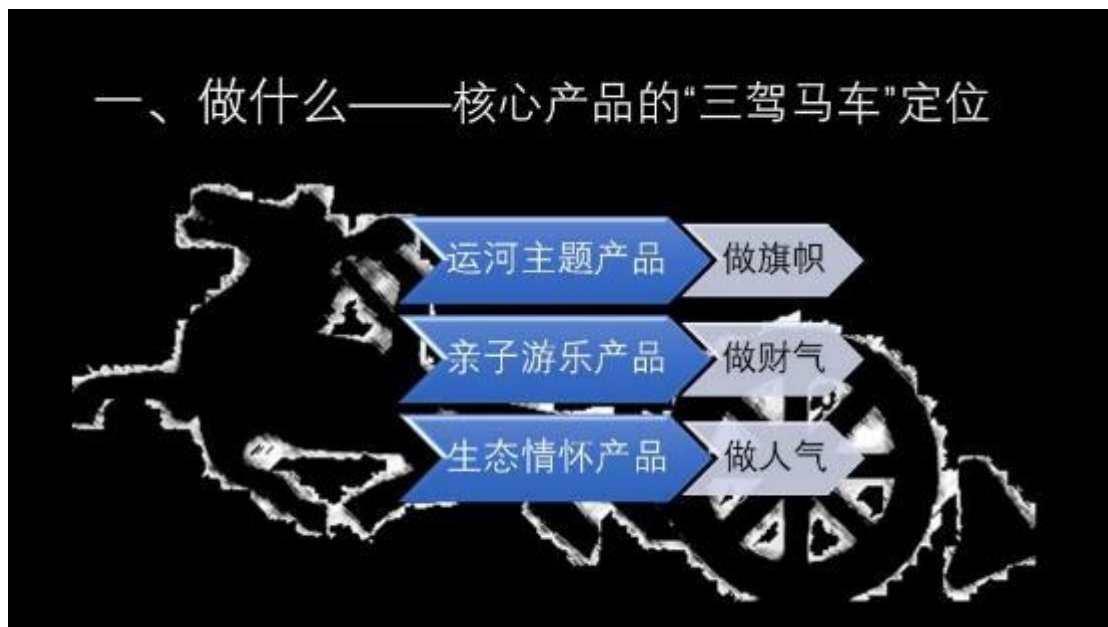 一、做什么——核心产品的“三驾马车”定位
运河主题产品 做旗帜
亲子游乐产品 做财气
生态情怀产品 做人气